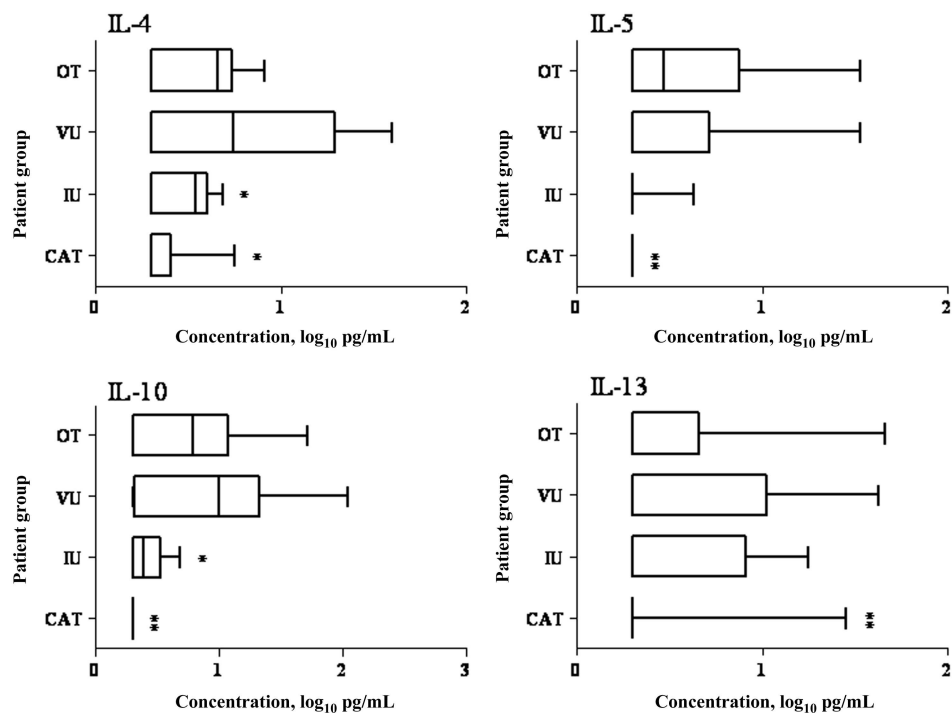 IL-4
OT
VU
IU
*
CAT
*
0 1 2
Patient group
Concentration, log₁₀ pg/mL
IL-5
OT
VU
IU
CAT
**
0 1 2
Patient group
Concentration, log₁₀ pg/mL
IL-10
OT
VU
IU
*
CAT
**
0 1 2 3
Patient group
Concentration, log₁₀ pg/mL
IL-13
OT
VU
IU
CAT
**
0 1 2
Patient group
Concentration, log₁₀ pg/mL